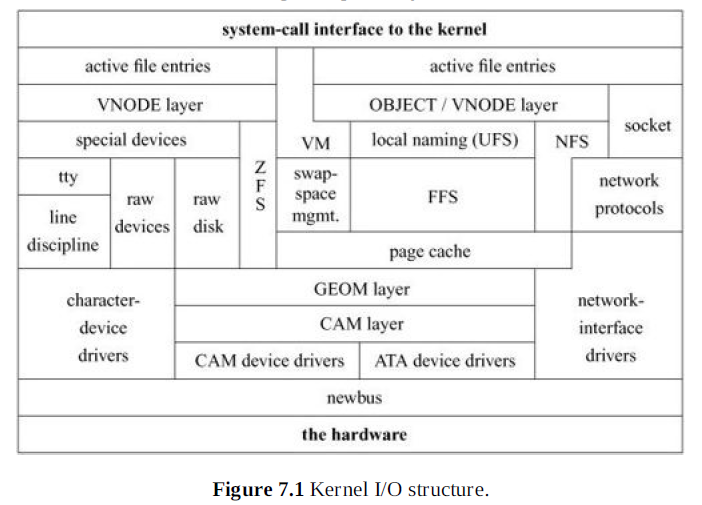 system-call interface to the kernel
active file entries
active file entries
VNODE layer
OBJECT / VNODE layer
socket
special devices
Z
F
S
VM
local naming (UFS)
NFS
tty
line
discipline
raw
devices
raw
disk
swap-
space
mgmt.
FFS
network
protocols
page cache
character-
device
drivers
GEOM layer
CAM layer
CAM device drivers
ATA device drivers
network-
interface
drivers
newbus
the hardware
Figure 7.1 Kernel I/O structure.